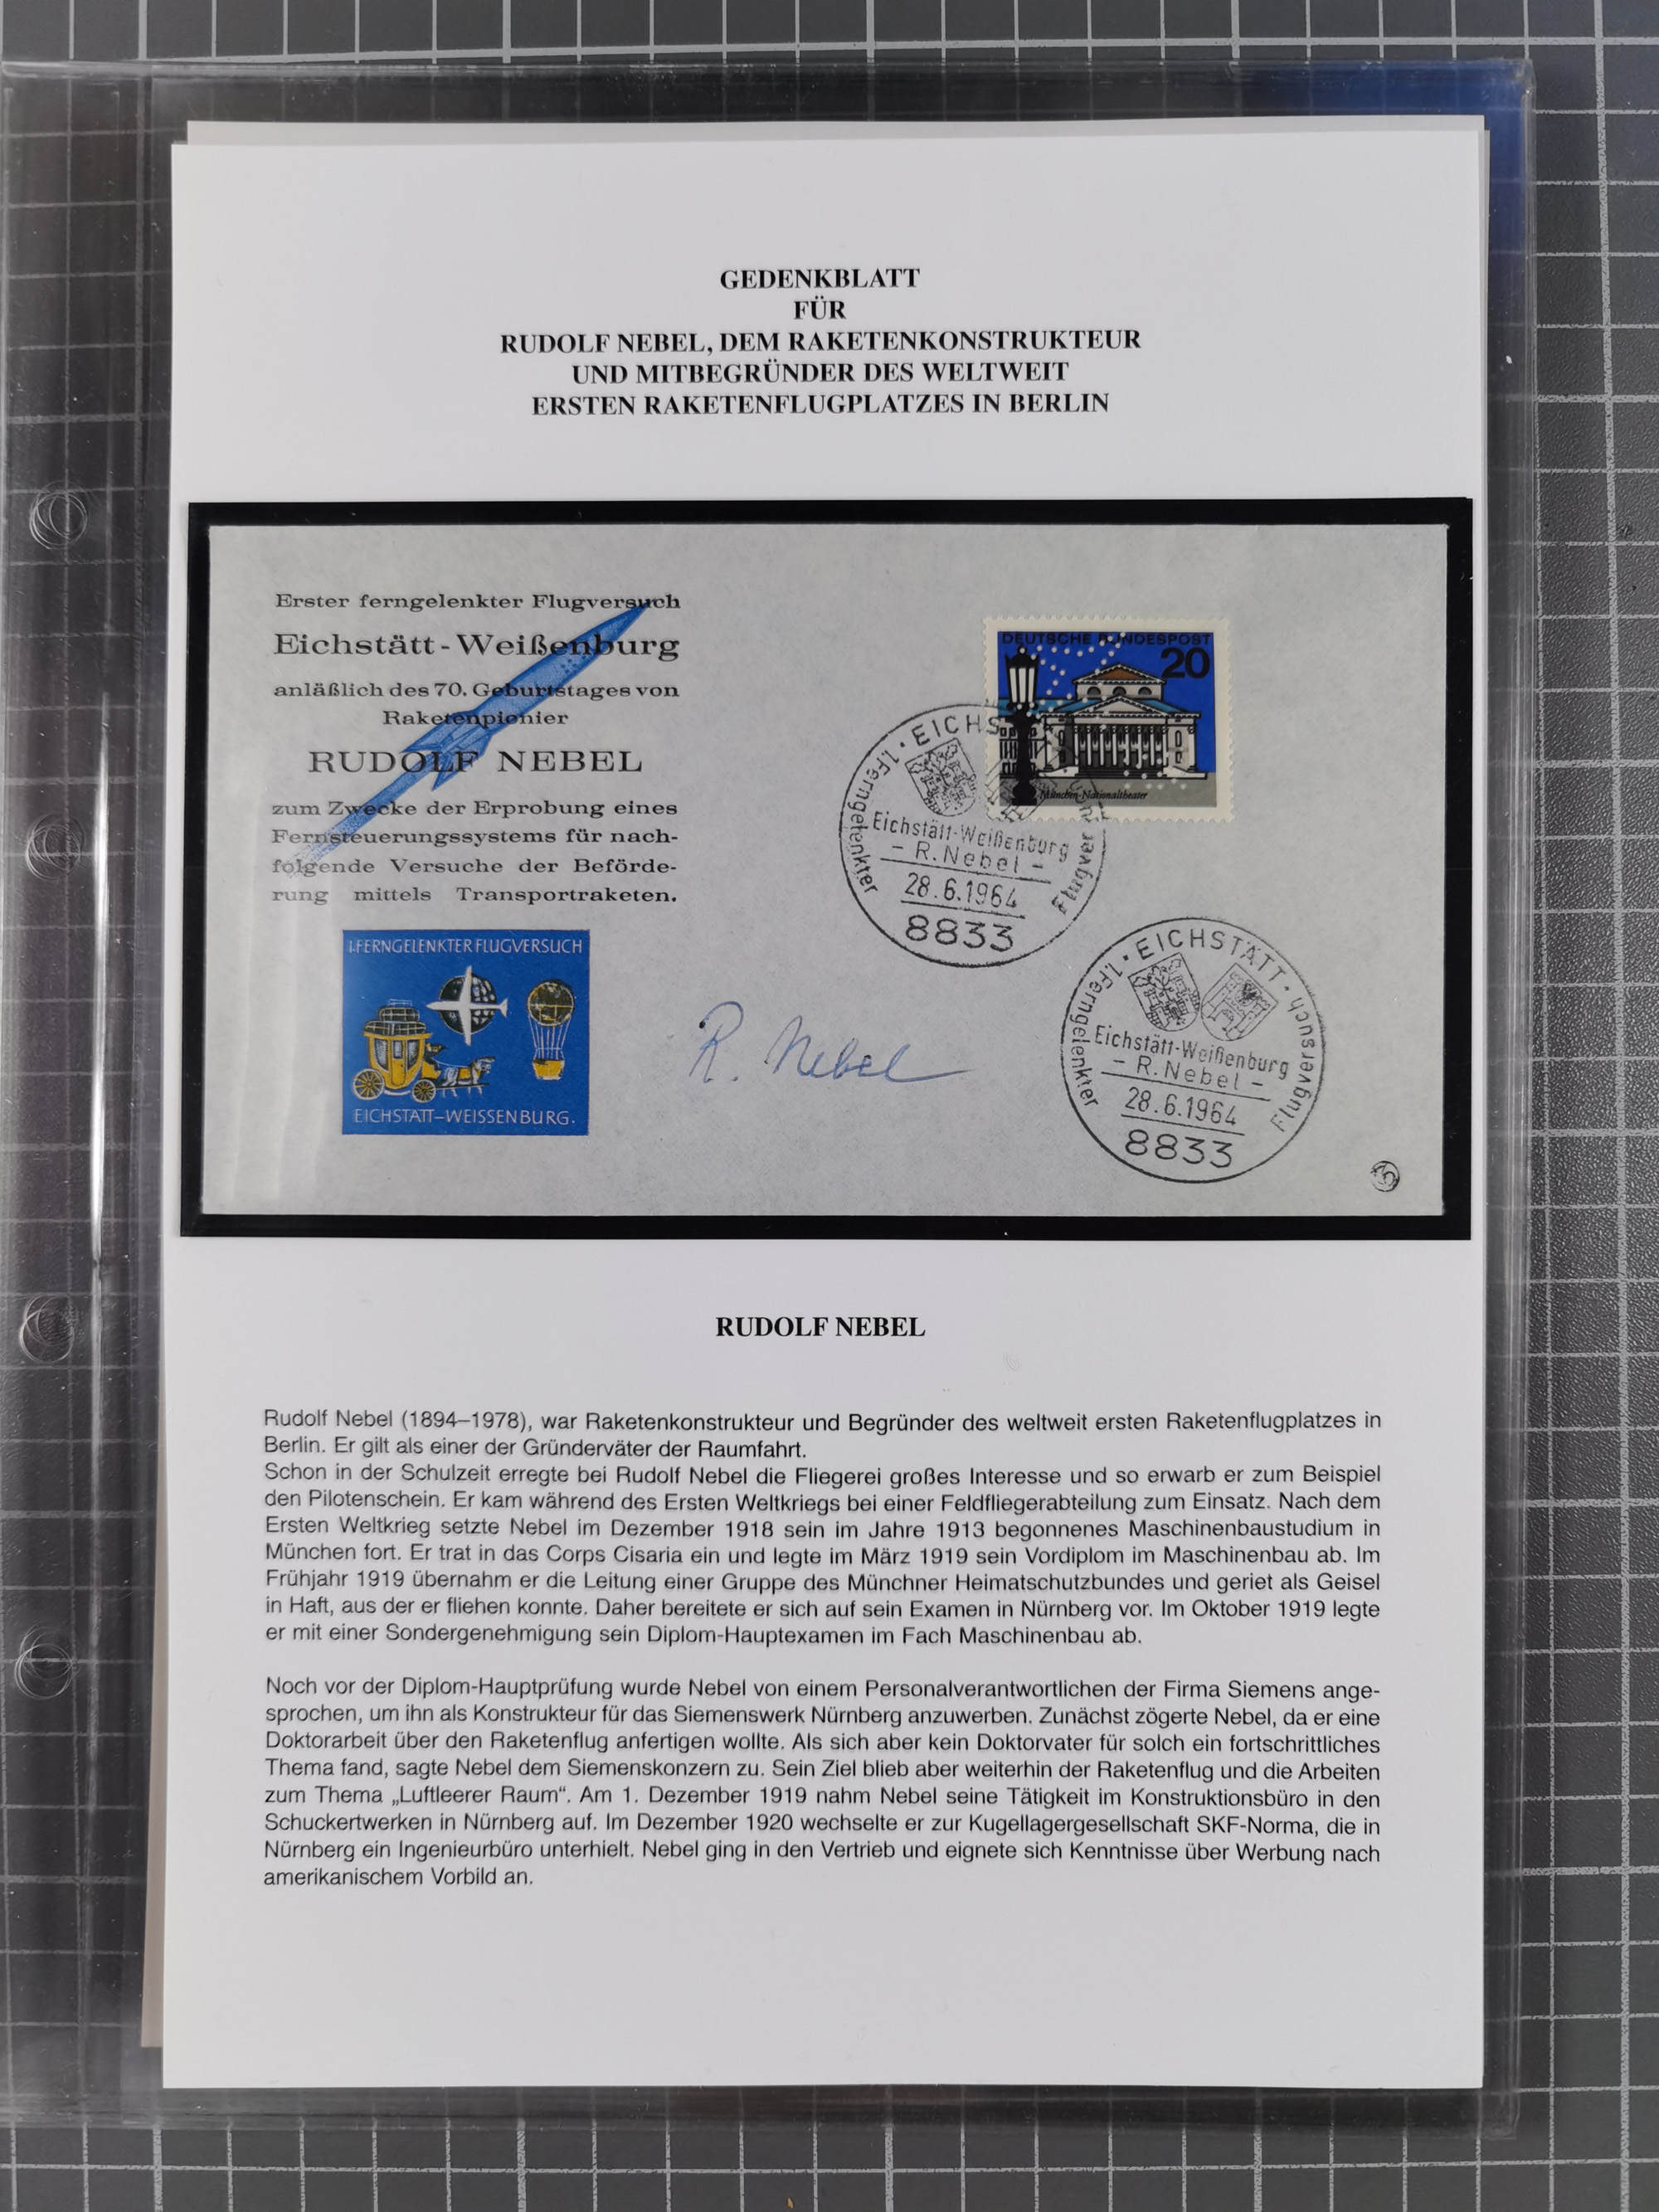 GEDENKBLATT
FÜR
RUDOLF NEBEL, DEM RAKETENKONSTRUKTEUR
UND MITBEGRÜNDER DES WELTWEIT
ERSTEN RAKETENFLUGPLATZES IN BERLIN
Erster ferngelenkter Flugversuch
Eichstätt-Weißenburg
anläßlich des 70. Geburtstages von
Raketenpionier
RUDOLF NEBEL
zum Zwecke der Erprobung eines
Fernsteuerungssystems für nach-
folgende Versuche der Beförde-
rung mittels Transportraketen.
DEUTSCHE BUNDESPOST
20
München-Nationaltheater
1. Ferngelenkter
Eichstätt-Weißenburg
- R. Nebel -
28.6.1964
8833
1. FERNGELENKTER FLUGVERSUCH
EICHSTÄTT-WEISSENBURG.
R. Nebel
· EICHSTÄTT ·
1. Ferngelenkter Flugversuch
Eichstätt-Weißenburg
- R. Nebel -
28.6.1964
8833
RUDOLF NEBEL
Rudolf Nebel (1894–1978), war Raketenkonstrukteur und Begründer des weltweit ersten Raketenflugplatzes in
Berlin. Er gilt als einer der Gründerväter der Raumfahrt.
Schon in der Schulzeit erregte bei Rudolf Nebel die Fliegerei großes Interesse und so erwarb er zum Beispiel
den Pilotenschein. Er kam während des Ersten Weltkriegs bei einer Feldfliegerabteilung zum Einsatz. Nach dem
Ersten Weltkrieg setzte Nebel im Dezember 1918 sein im Jahre 1913 begonnenes Maschinenbaustudium in
München fort. Er trat in das Corps Cisaria ein und legte im März 1919 sein Vordiplom im Maschinenbau ab. Im
Frühjahr 1919 übernahm er die Leitung einer Gruppe des Münchner Heimatschutzbundes und geriet als Geisel
in Haft, aus der er fliehen konnte. Daher bereitete er sich auf sein Examen in Nürnberg vor. Im Oktober 1919 legte
er mit einer Sondergenehmigung sein Diplom-Hauptexamen im Fach Maschinenbau ab.
Noch vor der Diplom-Hauptprüfung wurde Nebel von einem Personalverantwortlichen der Firma Siemens ange-
sprochen, um ihn als Konstrukteur für das Siemenswerk Nürnberg anzuwerben. Zunächst zögerte Nebel, da er eine
Doktorarbeit über den Raketenflug anfertigen wollte. Als sich aber kein Doktorvater für solch ein fortschrittliches
Thema fand, sagte Nebel dem Siemenskonzern zu. Sein Ziel blieb aber weiterhin der Raketenflug und die Arbeiten
zum Thema „Luftleerer Raum“. Am 1. Dezember 1919 nahm Nebel seine Tätigkeit im Konstruktionsbüro in den
Schuckertwerken in Nürnberg auf. Im Dezember 1920 wechselte er zur Kugellagergesellschaft SKF-Norma, die in
Nürnberg ein Ingenieurbüro unterhielt. Nebel ging in den Vertrieb und eignete sich Kenntnisse über Werbung nach
amerikanischem Vorbild an.